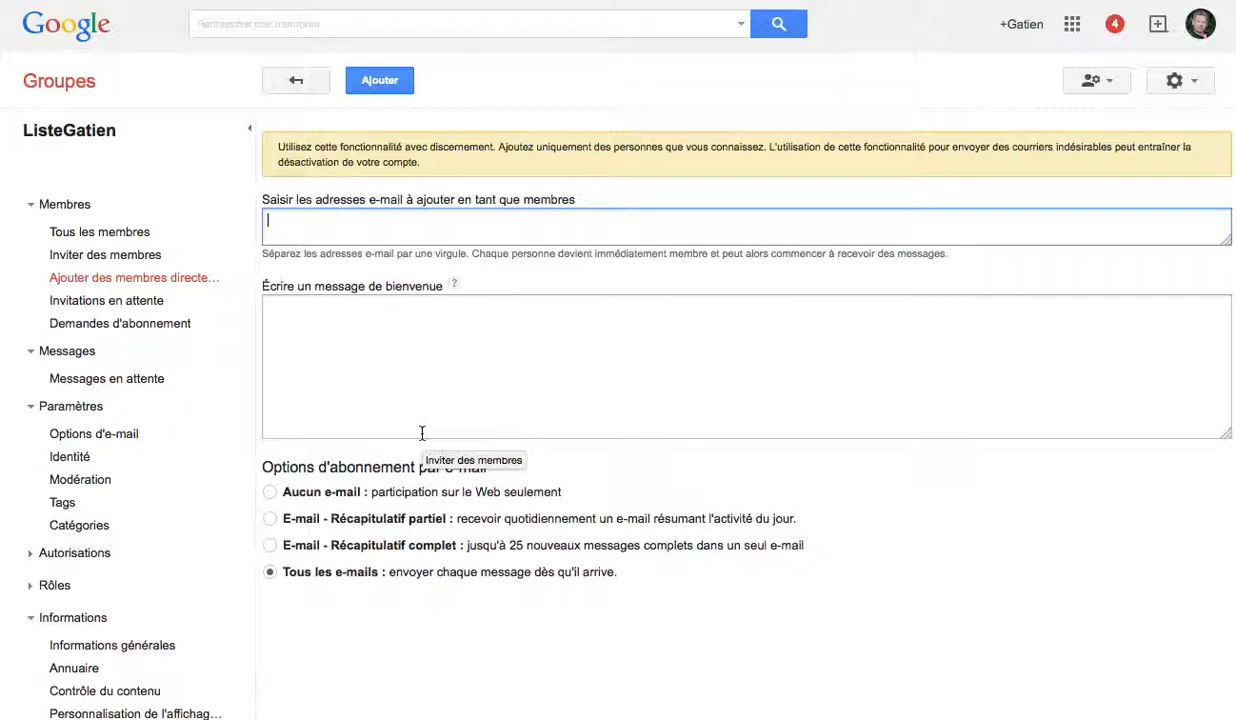 Google
Rechercher des membres
+Gatien
4
Groupes
Ajouter
ListeGatien
Utilisez cette fonctionnalité avec discernement. Ajoutez uniquement des personnes que vous connaissez. L'utilisation de cette fonctionnalité pour envoyer des courriers indésirables peut entraîner la
désactivation de votre compte.
Saisir les adresses e-mail à ajouter en tant que membres
Séparez les adresses e-mail par une virgule. Chaque personne devient immédiatement membre et peut alors commencer à recevoir des messages.
Écrire un message de bienvenue ?
Membres
Tous les membres
Inviter des membres
Ajouter des membres directe...
Invitations en attente
Demandes d'abonnement
Messages
Messages en attente
Paramètres
Options d'e-mail
Identité
Modération
Tags
Catégories
Autorisations
Rôles
Informations
Informations générales
Annuaire
Contrôle du contenu
Personnalisation de l'affichag...
Inviter des membres
Options d'abonnement par e-mail
Aucun e-mail : participation sur le Web seulement
E-mail - Récapitulatif partiel : recevoir quotidiennement un e-mail résumant l'activité du jour.
E-mail - Récapitulatif complet : jusqu'à 25 nouveaux messages complets dans un seul e-mail
Tous les e-mails : envoyer chaque message dès qu'il arrive.